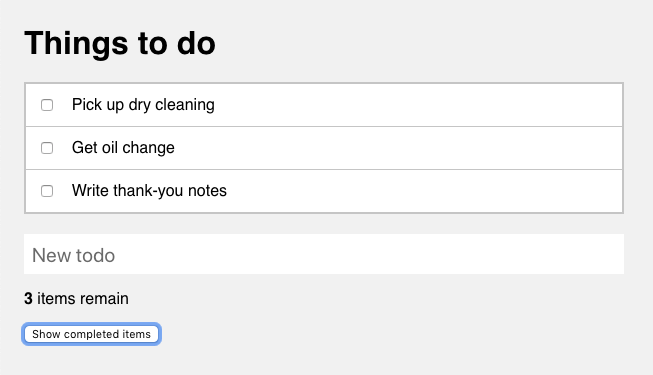 Things to do
Pick up dry cleaning
Get oil change
Write thank-you notes
New todo
3 items remain
Show completed items